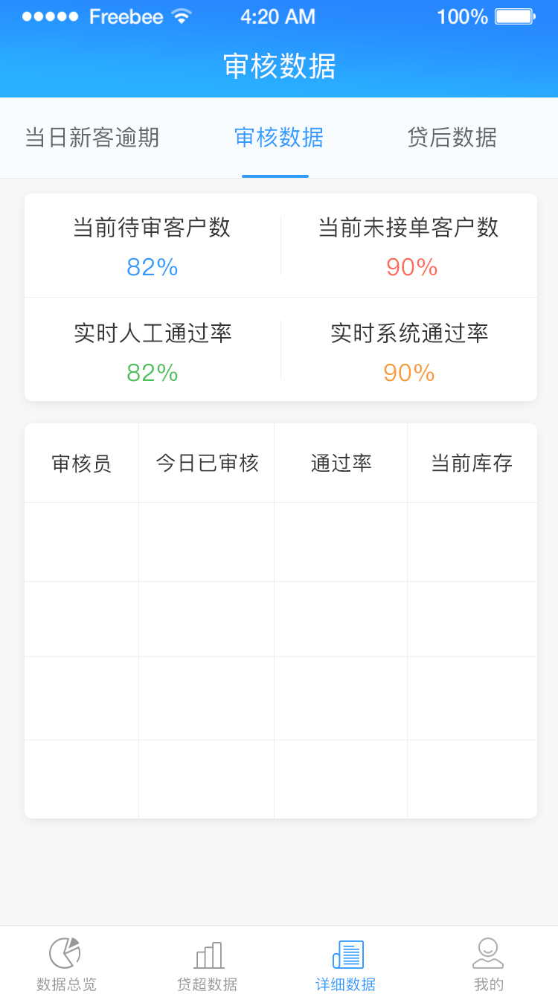 Freebee 4:20 AM 100%
审核数据
当日新客逾期 审核数据 贷后数据
当前待审客户数 当前未接单客户数
82% 90%
实时人工通过率 实时系统通过率
82% 90%
审核员 今日已审核 通过率 当前库存
数据总览 贷超数据 详细数据 我的